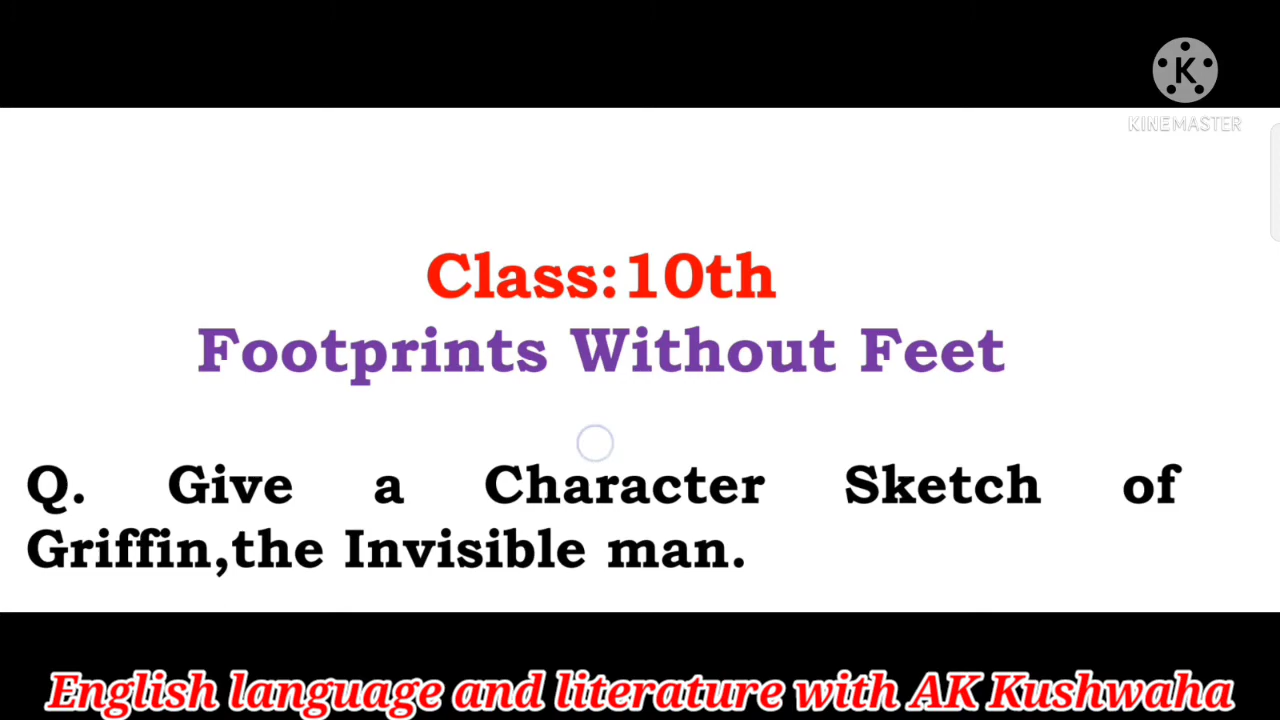 K
KINEMASTER
Class:10th
Footprints Without Feet
Q. Give a Character Sketch of
Griffin,the Invisible man.
English language and literature with AK Kushwaha